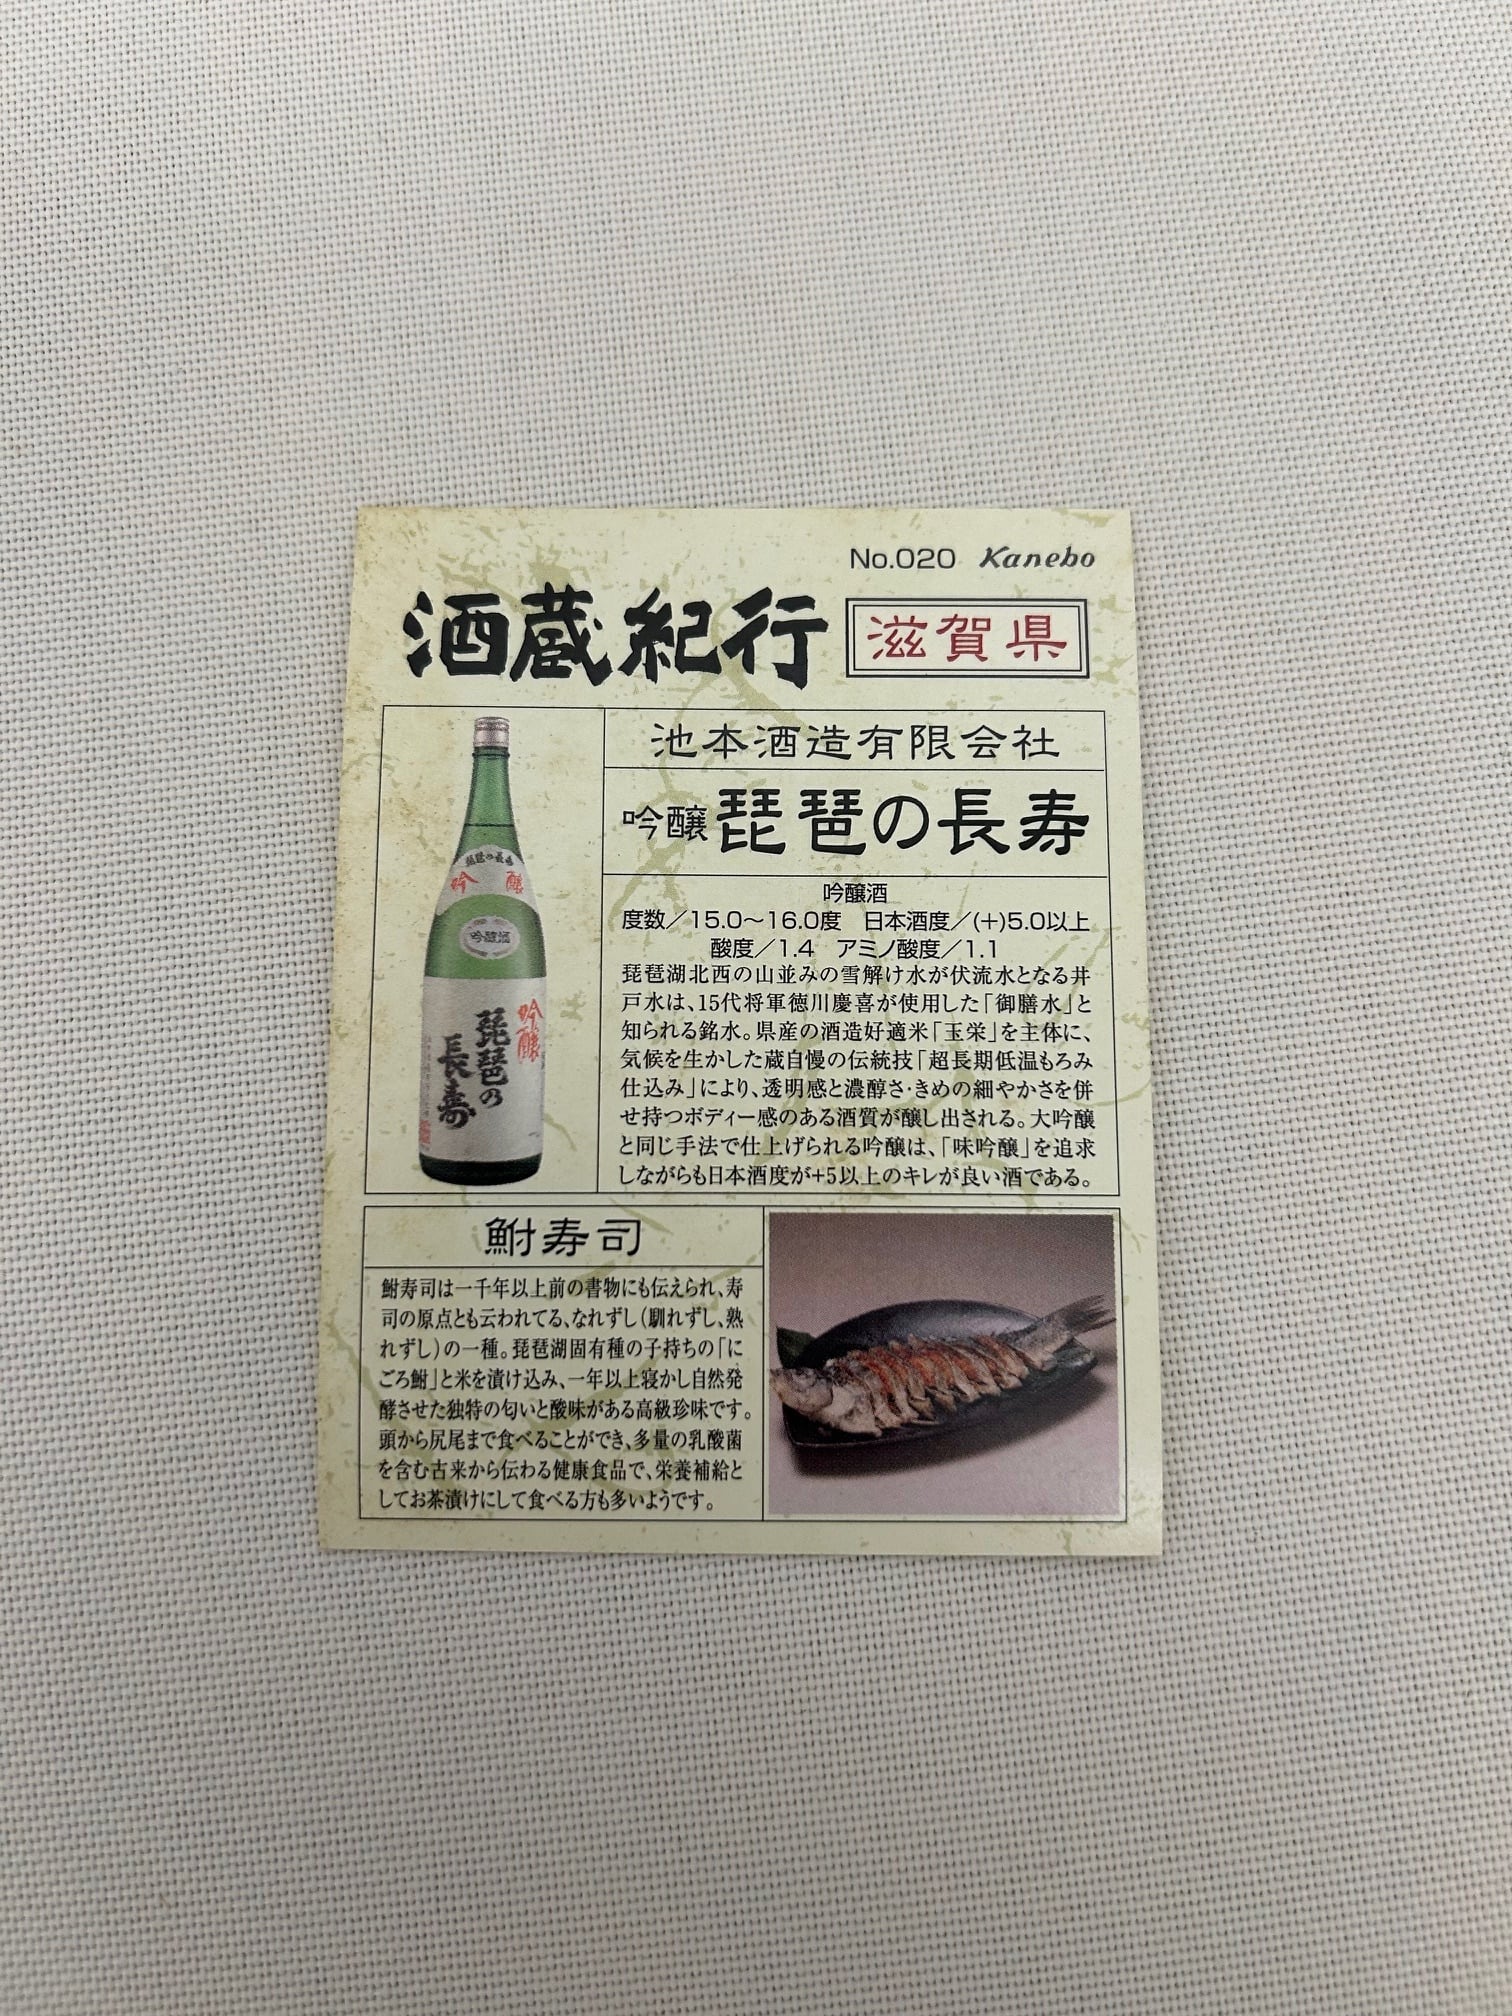 No.020 Kanebo
酒蔵紀行 滋賀県
池本酒造有限会社
吟醸 琵琶の長寿
吟醸酒
度数／15.0～16.0度 日本酒度／(+)5.0以上
酸度／1.4 アミノ酸度／1.1
琵琶湖北西の山並みの雪解け水が伏流水となる井
戸水は、15代将軍徳川慶喜が使用した「御膳水」と
知られる銘水。県産の酒造好適米「玉栄」を主体に、
気候を生かした蔵自慢の伝統技「超長期低温もろみ
仕込み」により、透明感と濃醇さ・きめの細やかさを併
せ持つボディー感のある酒質が醸し出される。大吟醸
と同じ手法で仕上げられる吟醸は、「味吟醸」を追求
しながらも日本酒度が+5以上のキレが良い酒である。
琵琶の長寿
吟醸
吟醸酒
吟醸
琵琶の
長寿
鮒寿司
鮒寿司は一千年以上前の書物にも伝えられ、寿
司の原点とも云われてる、なれずし（馴れずし、熟
れずし）の一種。琵琶湖固有種の子持ちの「に
ごろ鮒」と米を漬け込み、一年以上寝かし自然発
酵させた独特の匂いと酸味がある高級珍味です。
頭から尻尾まで食べることができ、多量の乳酸菌
を含む古来から伝わる健康食品で、栄養補給と
してお茶漬けにして食べる方も多いようです。